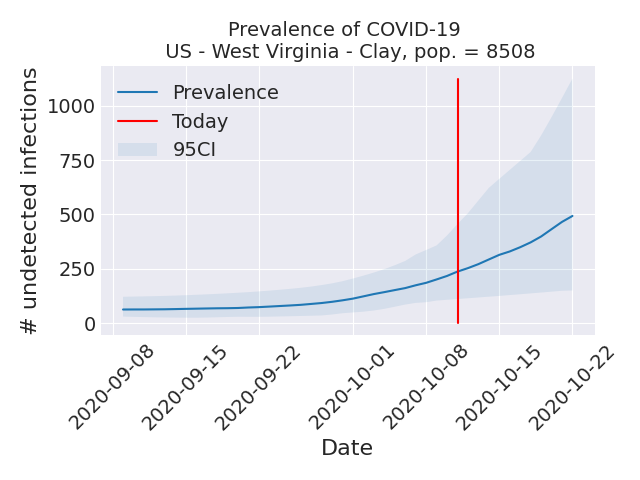 Prevalence of COVID-19
US - West Virginia - Clay, pop. = 8508
# undetected infections
1000
750
500
250
0
Prevalence
Today
95CI
2020-09-08
2020-09-15
2020-09-22
2020-10-01
2020-10-08
2020-10-15
2020-10-22
Date